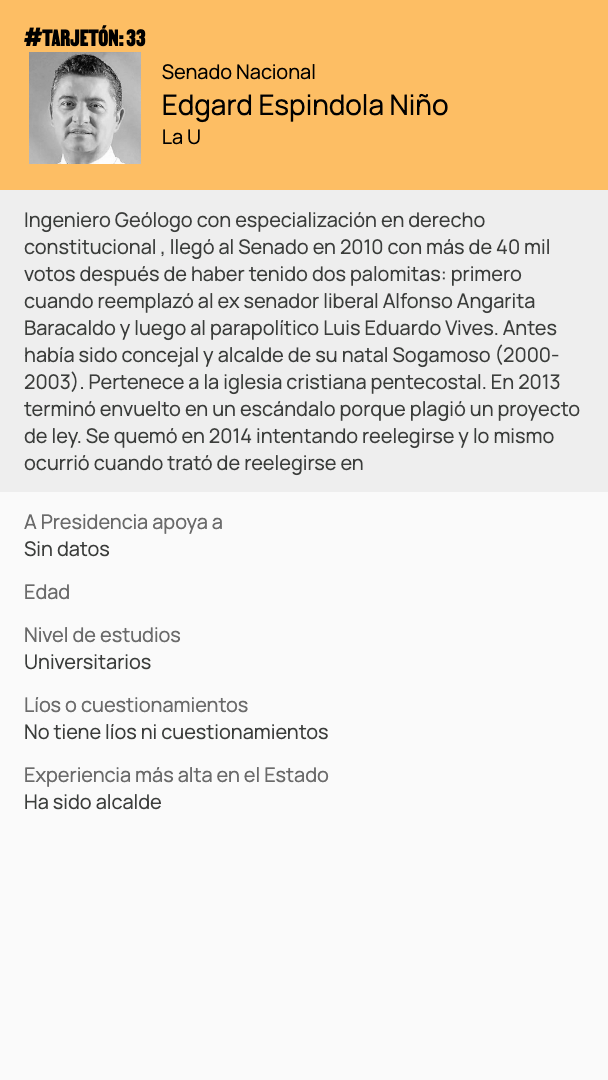 #TARJETÓN: 33
Senado Nacional
Edgard Espindola Niño
La U
Ingeniero Geólogo con especialización en derecho
constitucional , llegó al Senado en 2010 con más de 40 mil
votos después de haber tenido dos palomitas: primero
cuando reemplazó al ex senador liberal Alfonso Angarita
Baracaldo y luego al parapolítico Luis Eduardo Vives. Antes
había sido concejal y alcalde de su natal Sogamoso (2000-
2003). Pertenece a la iglesia cristiana pentecostal. En 2013
terminó envuelto en un escándalo porque plagió un proyecto
de ley. Se quemó en 2014 intentando reelegirse y lo mismo
ocurrió cuando trató de reelegirse en
A Presidencia apoya a
Sin datos
Edad
Nivel de estudios
Universitarios
Líos o cuestionamientos
No tiene líos ni cuestionamientos
Experiencia más alta en el Estado
Ha sido alcalde